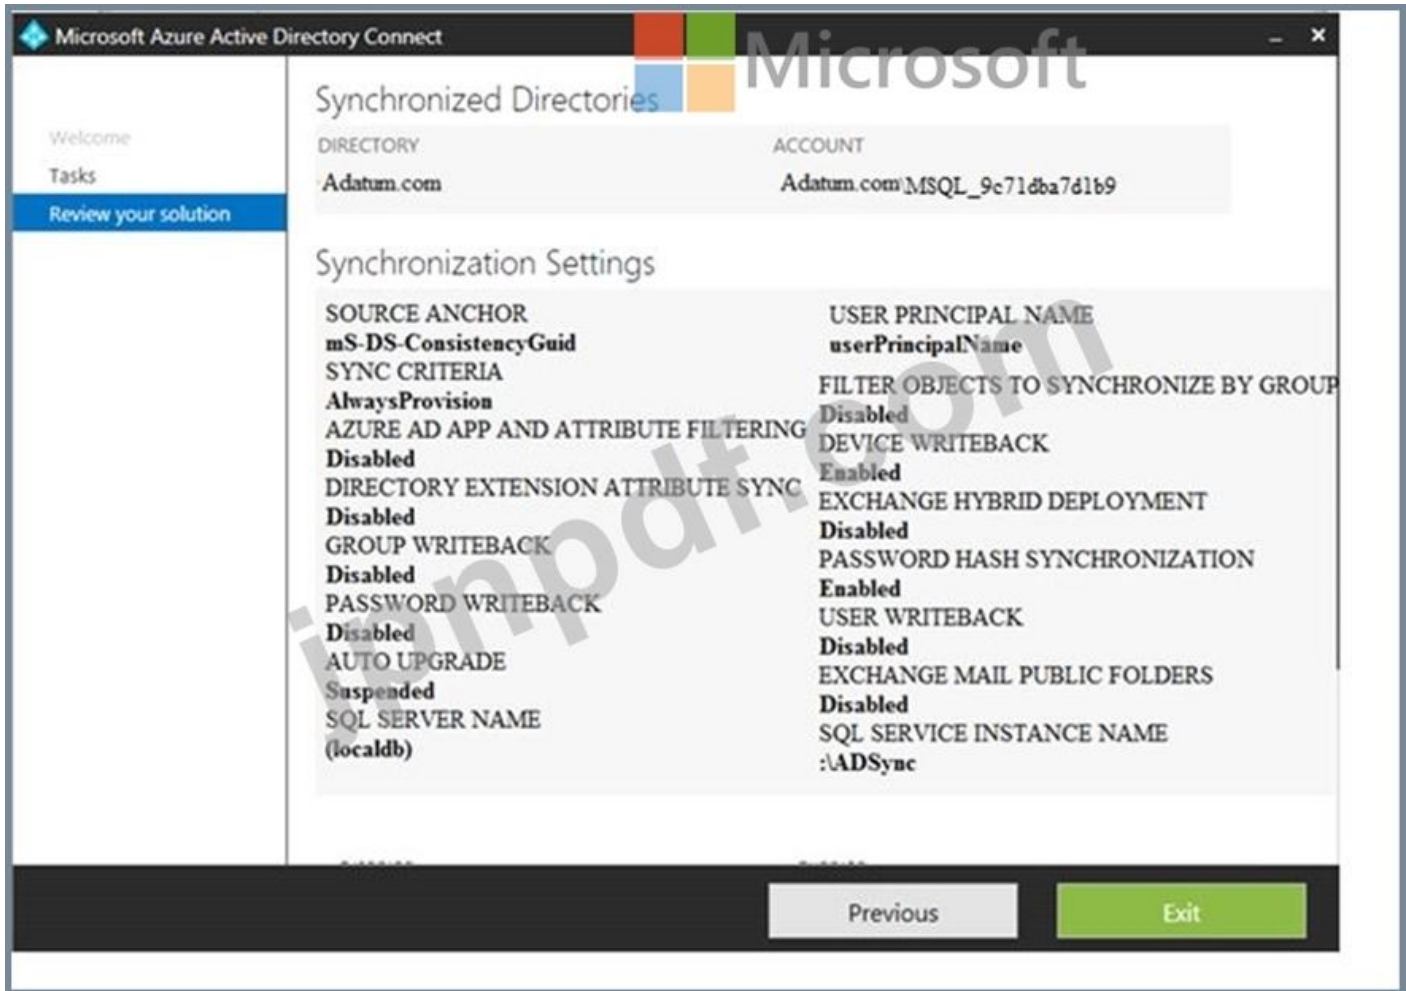 Microsoft Azure Active Directory Connect
Microsoft
Welcome
Tasks
Review your solution
Synchronized Directories
DIRECTORY
ACCOUNT
Adatum.com
Adatum.com\MSQL_9c71dba7d1b9
Synchronization Settings
SOURCE ANCHOR
mS-DS-ConsistencyGuid
SYNC CRITERIA
AlwaysProvision
AZURE AD APP AND ATTRIBUTE FILTERING
Disabled
DIRECTORY EXTENSION ATTRIBUTE SYNC
Disabled
GROUP WRITEBACK
Disabled
PASSWORD WRITEBACK
Disabled
AUTO UPGRADE
Suspended
SQL SERVER NAME
(localdb)
USER PRINCIPAL NAME
userPrincipalName
FILTER OBJECTS TO SYNCHRONIZE BY GROUP
Disabled
DEVICE WRITEBACK
Enabled
EXCHANGE HYBRID DEPLOYMENT
Disabled
PASSWORD HASH SYNCHRONIZATION
Enabled
USER WRITEBACK
Disabled
EXCHANGE MAIL PUBLIC FOLDERS
Disabled
SQL SERVICE INSTANCE NAME
:\ADSync
jpnpdf.com
Previous
Exit